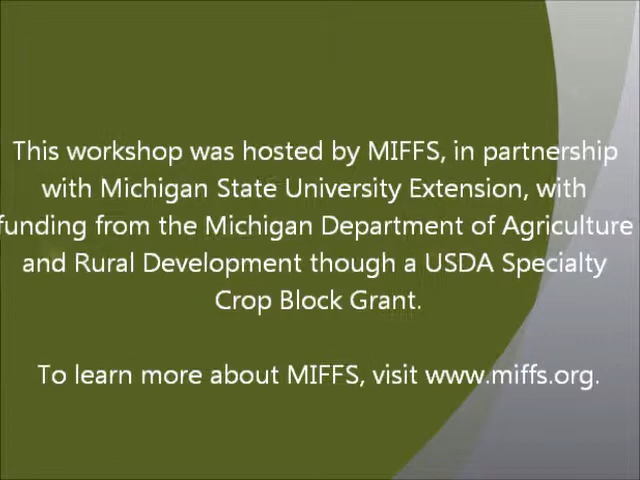 This workshop was hosted by MIFFS, in partnership
with Michigan State University Extension, with
funding from the Michigan Department of Agriculture
and Rural Development though a USDA Specialty
Crop Block Grant.
To learn more about MIFFS, visit www.miffs.org.